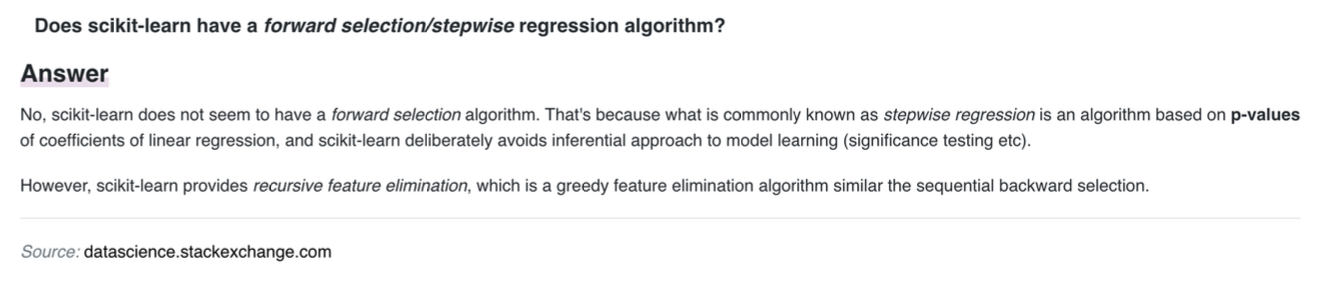 Does scikit-learn have a forward selection/stepwise regression algorithm?
Answer
No, scikit-learn does not seem to have a forward selection algorithm. That's because what is commonly known as stepwise regression is an algorithm based on p-values
of coefficients of linear regression, and scikit-learn deliberately avoids inferential approach to model learning (significance testing etc).
However, scikit-learn provides recursive feature elimination, which is a greedy feature elimination algorithm similar the sequential backward selection.
Source: datascience.stackexchange.com